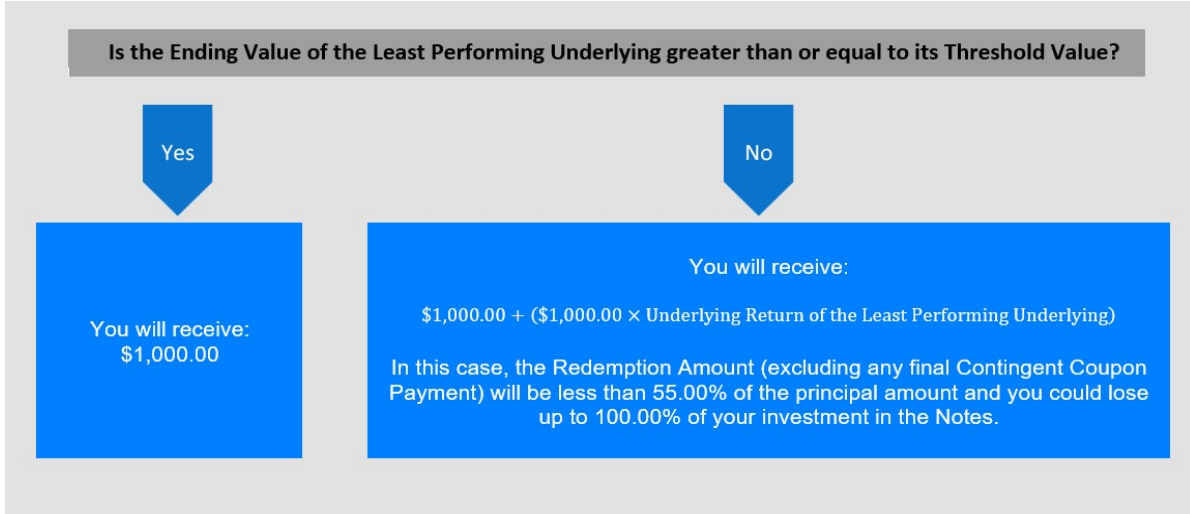 Is the Ending Value of the Least Performing Underlying greater than or equal to its Threshold Value?
Yes
No
You will receive:
$1,000.00
You will receive:
$1,000.00 + ($1,000.00 × Underlying Return of the Least Performing Underlying)
In this case, the Redemption Amount (excluding any final Contingent Coupon
Payment) will be less than 55.00% of the principal amount and you could lose
up to 100.00% of your investment in the Notes.